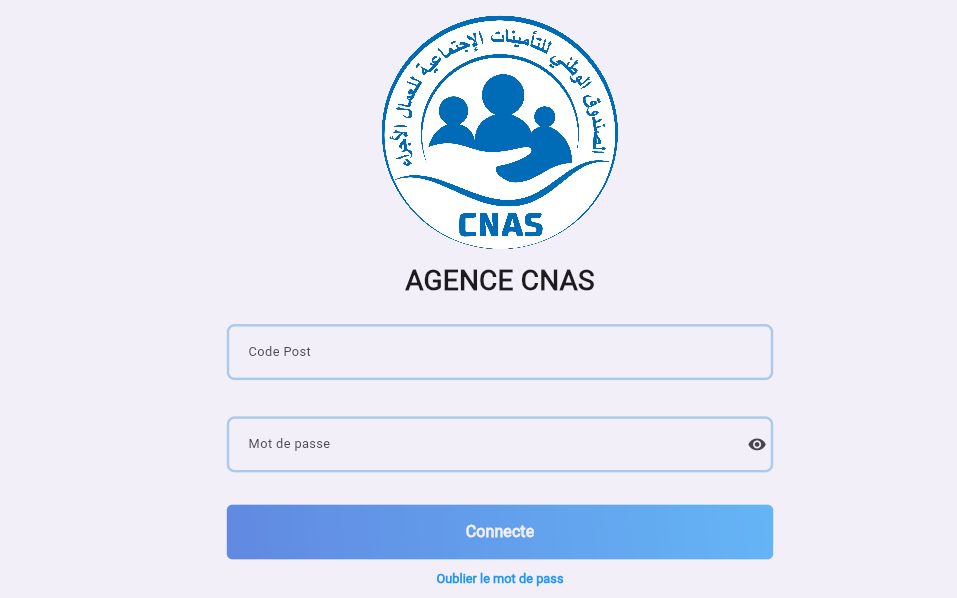 الصندوق الوطني للتأمينات الإجتماعية للعمال الأجراء
CNAS
AGENCE CNAS
Code Post
Mot de passe
Connecte
Oublier le mot de pass